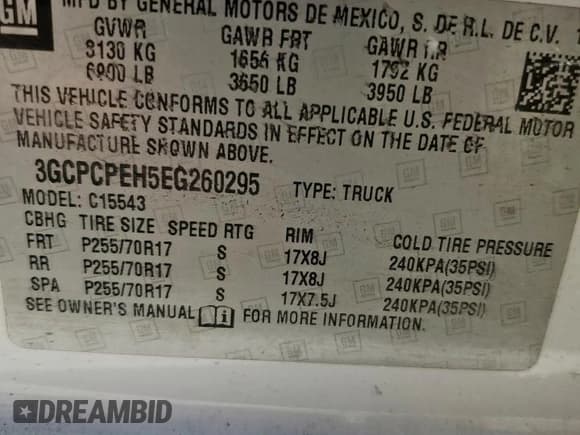 GM
MFD BY GENERAL MOTORS DE MEXICO, S. DE R.L. DE C.V.
GVWR GAWR FRT GAWR RR
3130 KG 1656 KG 1792 KG
6900 LB 3650 LB 3950 LB
THIS VEHICLE CONFORMS TO ALL APPLICABLE U.S. FEDERAL MOTOR
VEHICLE SAFETY STANDARDS IN EFFECT ON THE DATE OF
MANUFACTURE SHOWN ABOVE.
3GCPCPEH5EG260295 TYPE: TRUCK
MODEL: C15543
CBHG TIRE SIZE SPEED RTG RIM COLD TIRE PRESSURE
FRT P255/70R17 S 17X8J 240KPA(35PSI)
RR P255/70R17 S 17X8J 240KPA(35PSI)
SPA P255/70R17 S 17X7.5J 240KPA(35PSI)
SEE OWNER'S MANUAL i FOR MORE INFORMATION.
DREAMBID